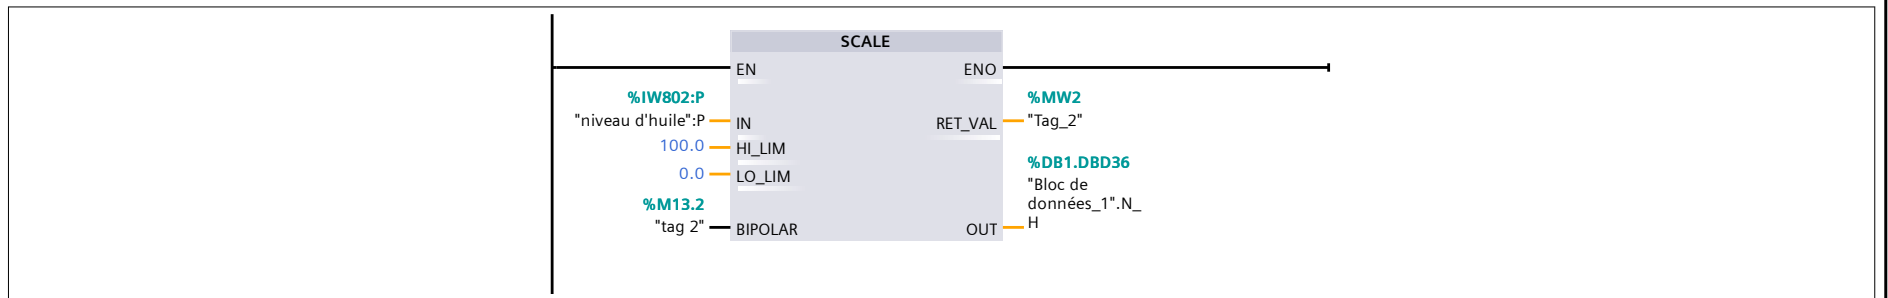 SCALE
EN ENO
%IW802:P
"niveau d'huile":P IN
100.0 HI_LIM
0.0 LO_LIM
%M13.2
"tag 2" BIPOLAR
%MW2
RET_VAL "Tag_2"
%DB1.DBD36
"Bloc de
données_1".N_
OUT H